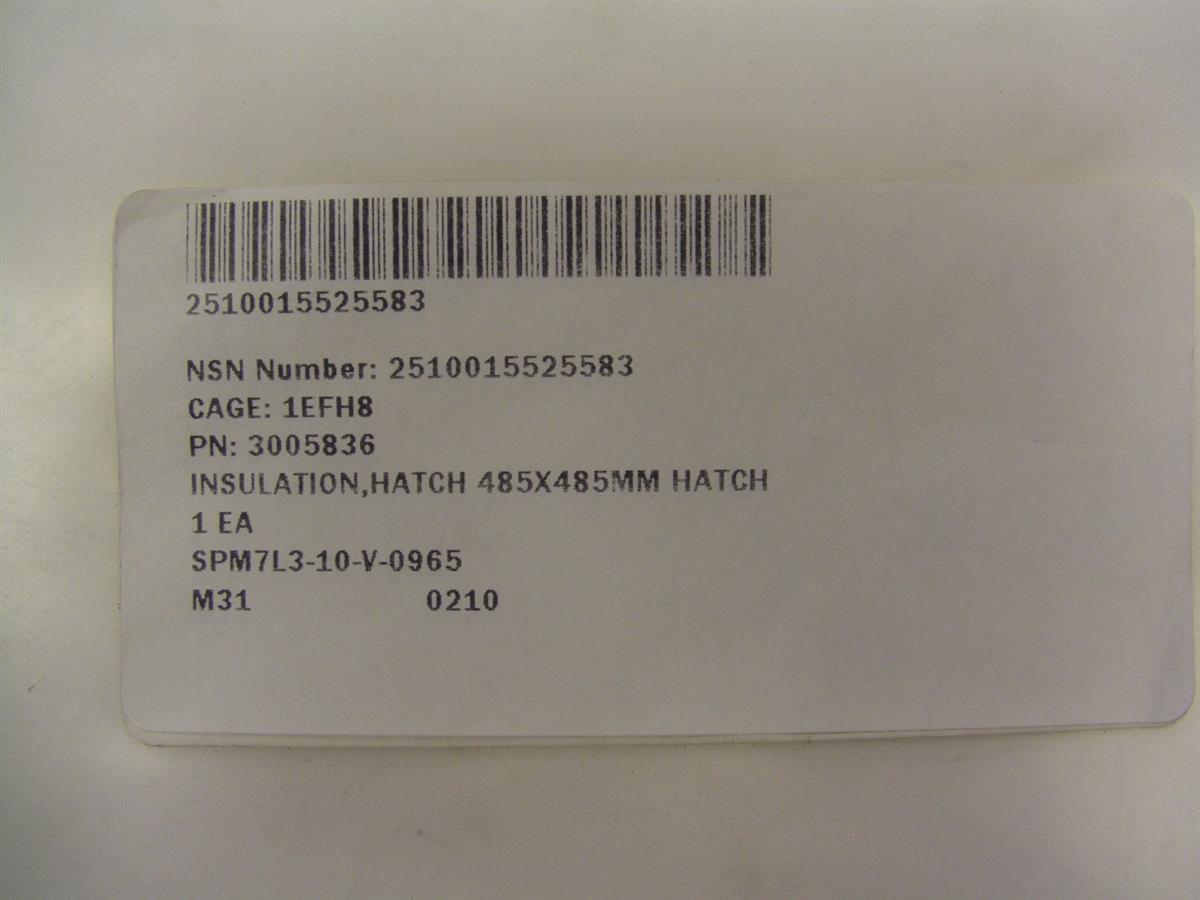 2510015525583
NSN Number: 2510015525583
CAGE: 1EFH8
PN: 3005836
INSULATION,HATCH 485X485MM HATCH
1 EA
SPM7L3-10-V-0965
M31 0210